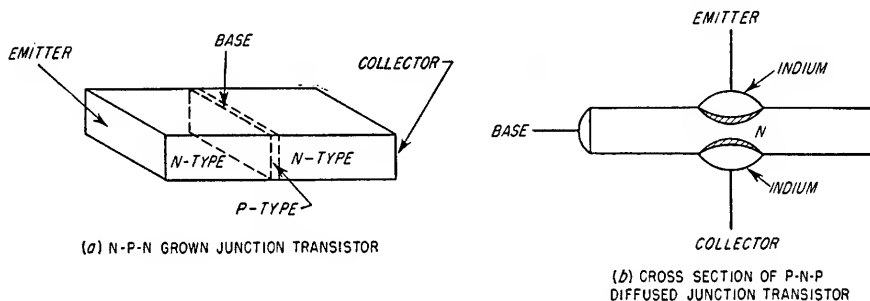 EMITTER
BASE
COLLECTOR
N-TYPE
N-TYPE
P-TYPE
(a) N-P-N GROWN JUNCTION TRANSISTOR
EMITTER
INDIUM
BASE
N
INDIUM
COLLECTOR
(b) CROSS SECTION OF P-N-P
DIFFUSED JUNCTION TRANSISTOR